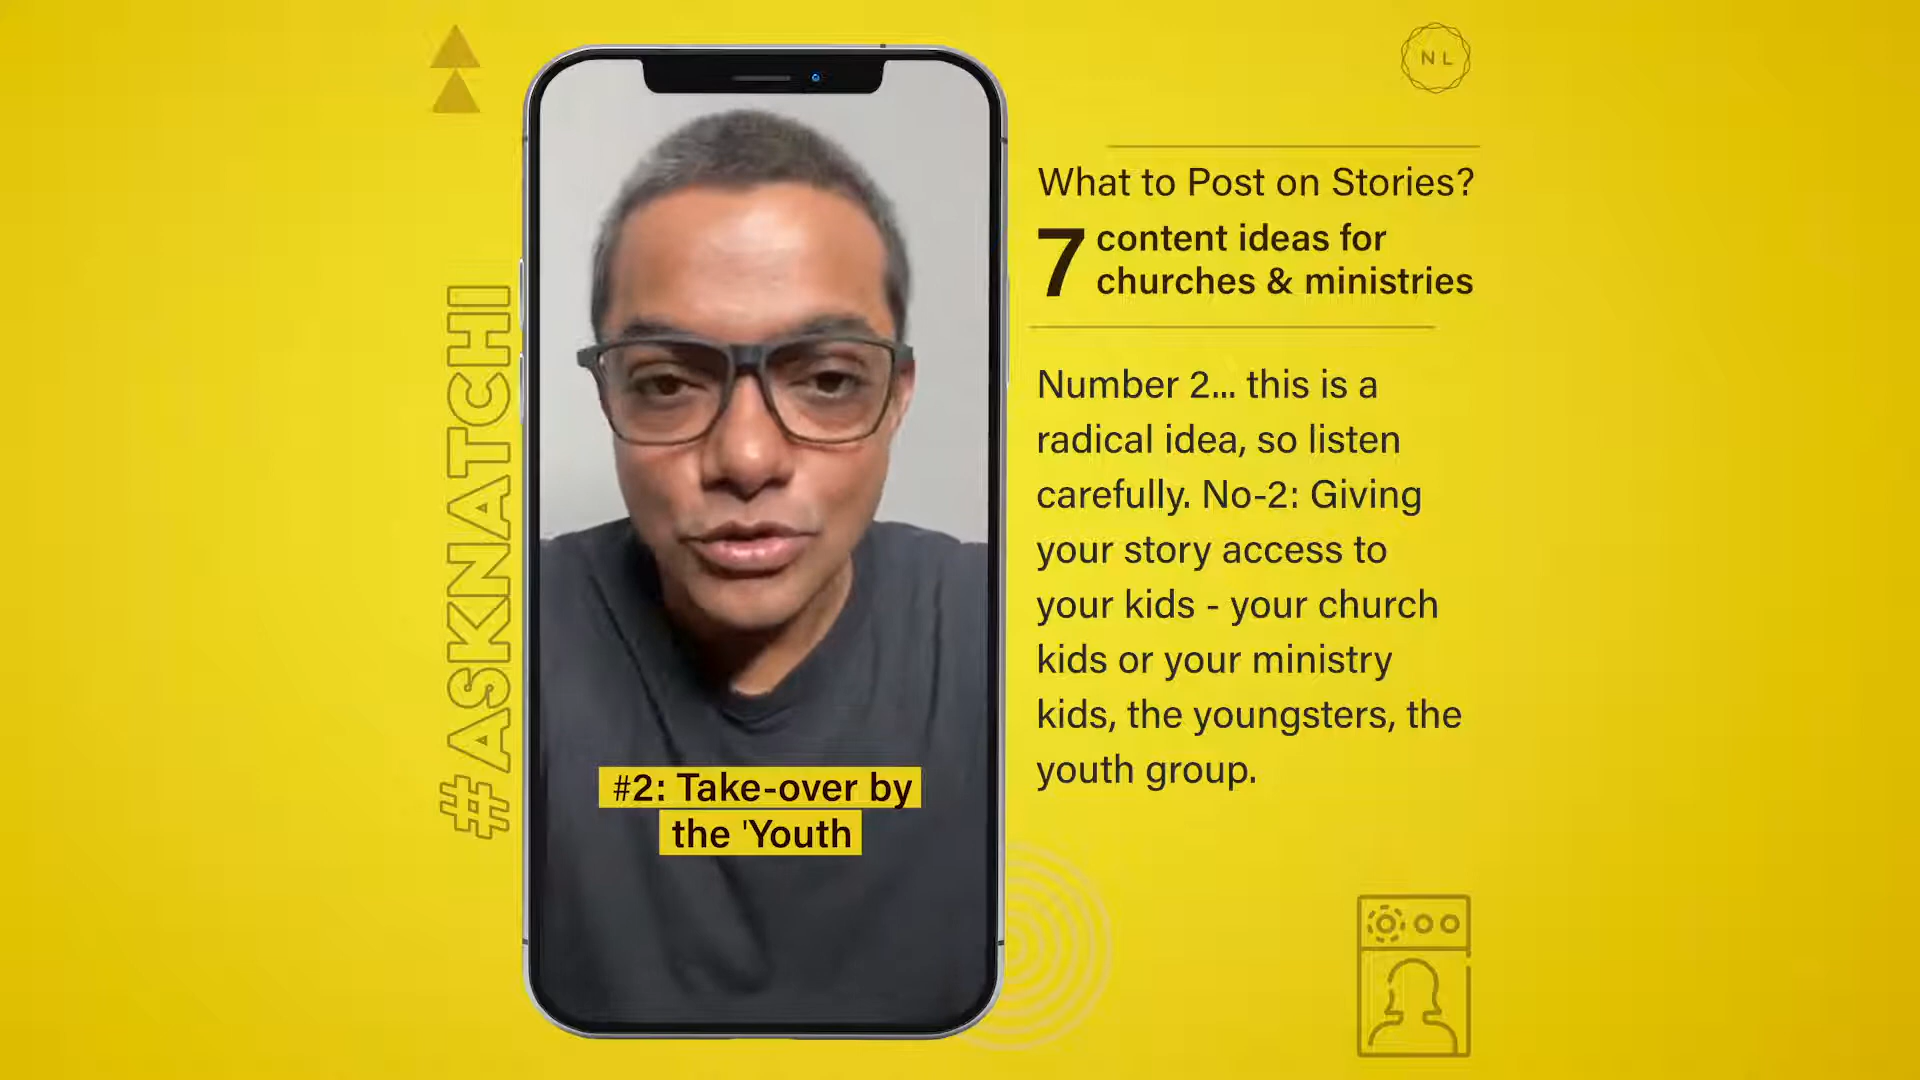 N L
#ASKNATCHI
What to Post on Stories?
7 content ideas for
churches & ministries
Number 2... this is a
radical idea, so listen
carefully. No-2: Giving
your story access to
your kids - your church
kids or your ministry
kids, the youngsters, the
youth group.
#2: Take-over by
the 'Youth